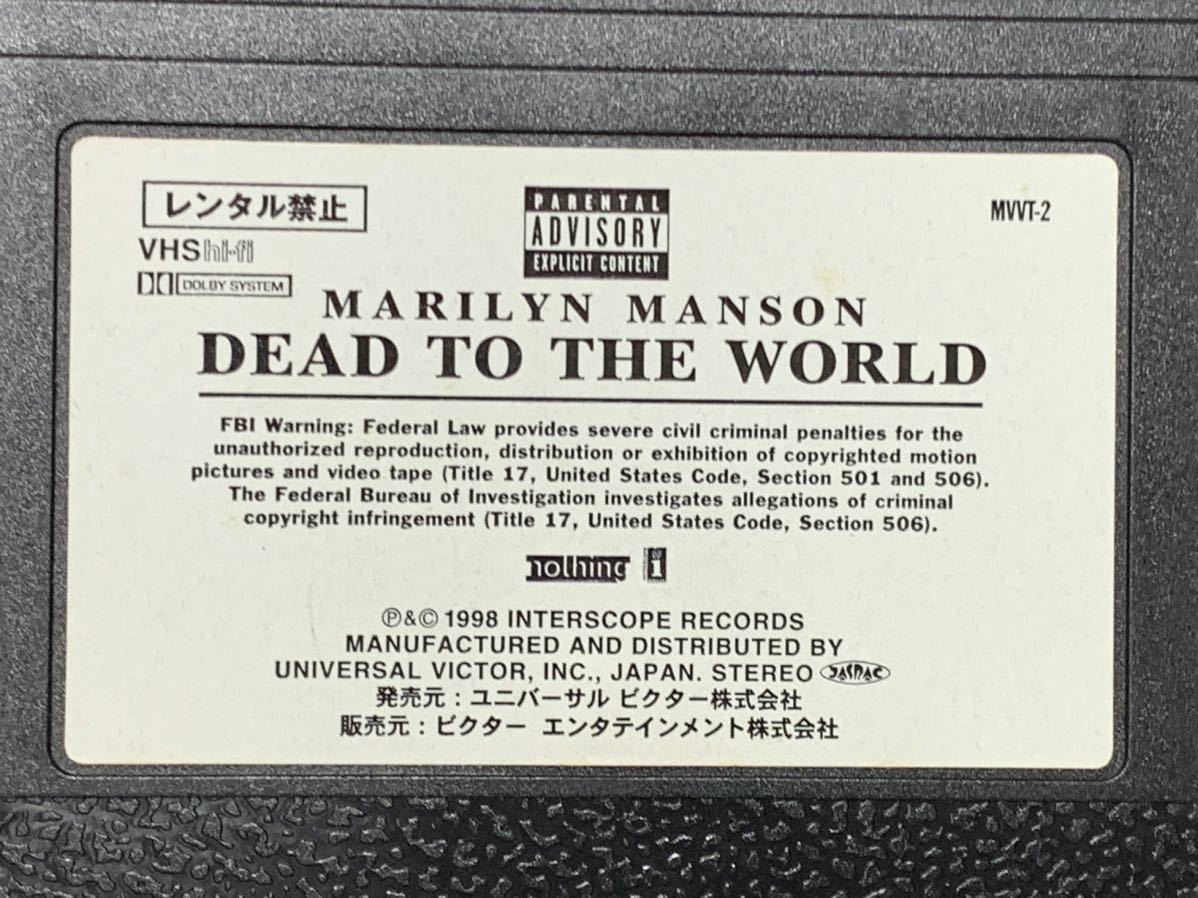 レンタル禁止
VHS hi-fi
DOLBY SYSTEM
PARENTAL
ADVISORY
EXPLICIT CONTENT
MVVT-2
MARILYN MANSON
DEAD TO THE WORLD
FBI Warning: Federal Law provides severe civil criminal penalties for the
unauthorized reproduction, distribution or exhibition of copyrighted motion
pictures and video tape (Title 17, United States Code, Section 501 and 506).
The Federal Bureau of Investigation investigates allegations of criminal
copyright infringement (Title 17, United States Code, Section 506).
nothing i
℗&© 1998 INTERSCOPE RECORDS
MANUFACTURED AND DISTRIBUTED BY
UNIVERSAL VICTOR, INC., JAPAN. STEREO JASRAC
発売元：ユニバーサル ビクター株式会社
販売元：ビクター エンタテインメント株式会社